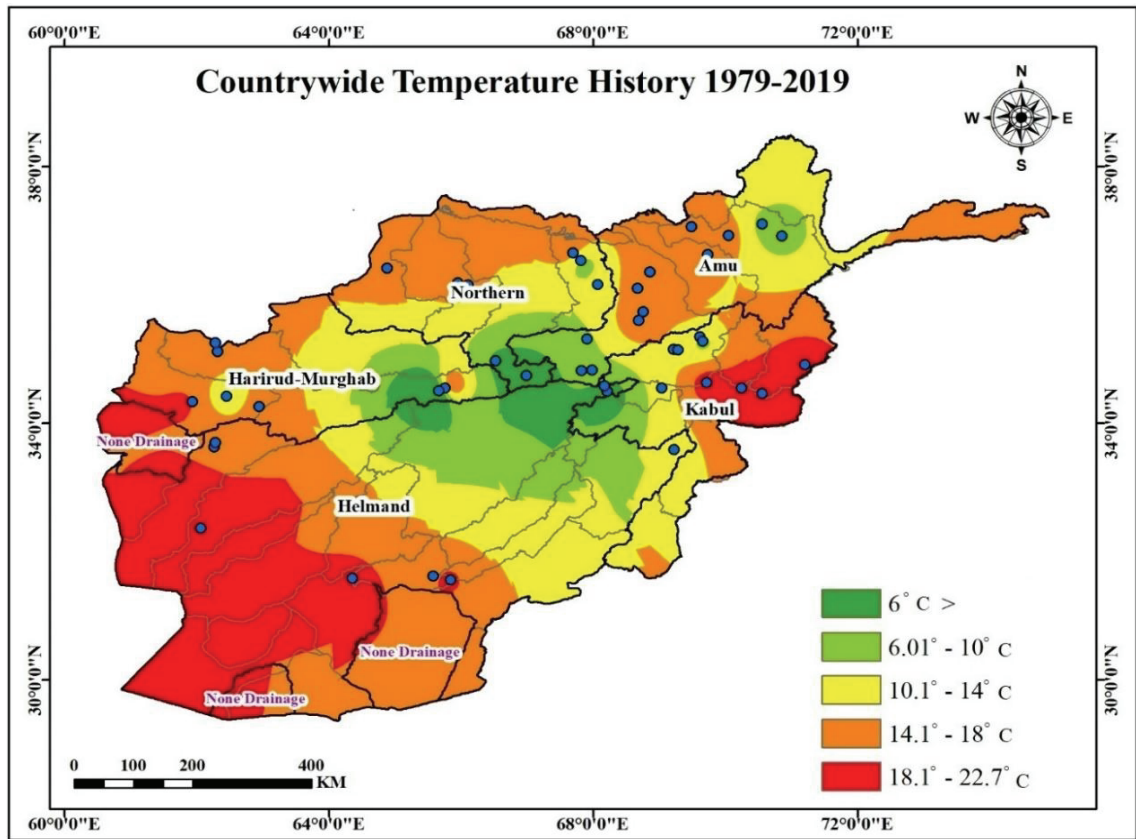 60°0'0"E 64°0'0"E 68°0'0"E 72°0'0"E
Countrywide Temperature History 1979-2019
N
W E
S
38°0'0"N 38°0'0"N
Amu
Northern
Harirud-Murghab
Kabul
34°0'0"N 34°0'0"N
None Drainage
Helmand
6° C >
6.01° - 10° C
None Drainage
10.1° - 14° C
30°0'0"N 30°0'0"N
None Drainage
14.1° - 18° C
0 100 200 400
KM
18.1° - 22.7° C
60°0'0"E 64°0'0"E 68°0'0"E 72°0'0"E